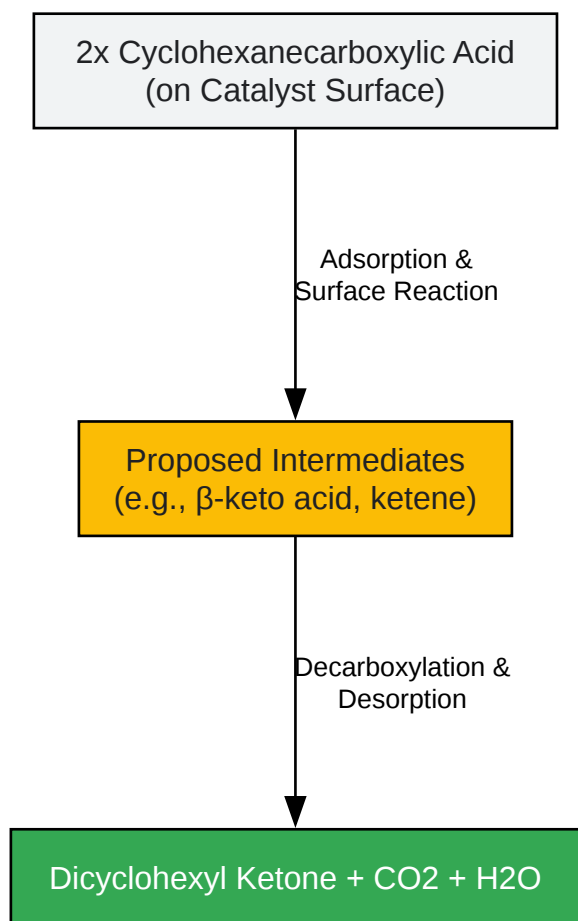 2x Cyclohexanecarboxylic Acid
(on Catalyst Surface)
Adsorption &
Surface Reaction
Proposed Intermediates
(e.g., β-keto acid, ketene)
Decarboxylation &
Desorption
Dicyclohexyl Ketone + CO2 + H2O